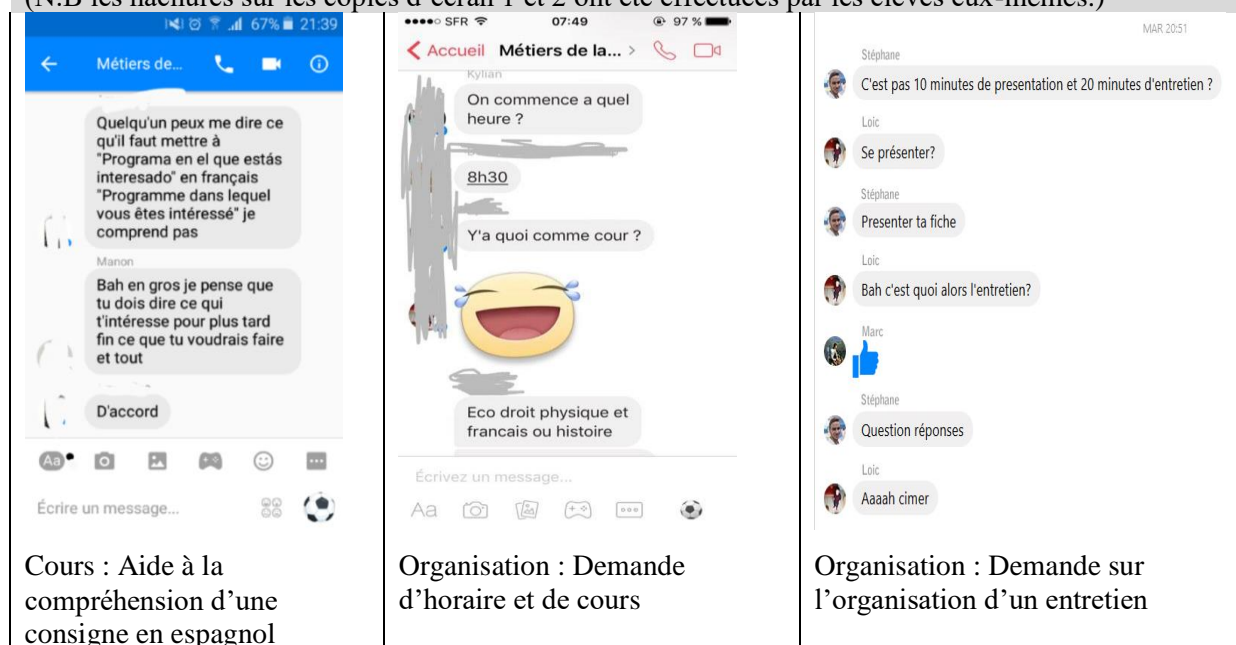 (N.B les hachures sur les copies d'écran 1 et 2 ont été effectuées par les élèves eux-mêmes.)
67% 21:39
Métiers de...
Quelqu'un peux me dire ce
qu'il faut mettre à
"Programa en el que estás
interesado" en français
"Programme dans lequel
vous êtes intéressé" je
comprend pas
Manon
Bah en gros je pense que
tu dois dire ce qui
t'intéresse pour plus tard
fin ce que tu voudrais faire
et tout
D'accord
Aa
Écrire un message...
Cours : Aide à la
compréhension d'une
consigne en espagnol
SFR 07:49 97 %
Accueil Métiers de la... >
Kylian
On commence a quel
heure ?
8h30
Y'a quoi comme cour ?
Eco droit physique et
francais ou histoire
Écrivez un message...
Aa
Organisation : Demande
d'horaire et de cours
MAR 20:51
Stéphane
C'est pas 10 minutes de presentation et 20 minutes d'entretien ?
Loic
Se présenter?
Stéphane
Presenter ta fiche
Loic
Bah c'est quoi alors l'entretien?
Marc
Stéphane
Question réponses
Loic
Aaaah cimer
Organisation : Demande sur
l'organisation d'un entretien